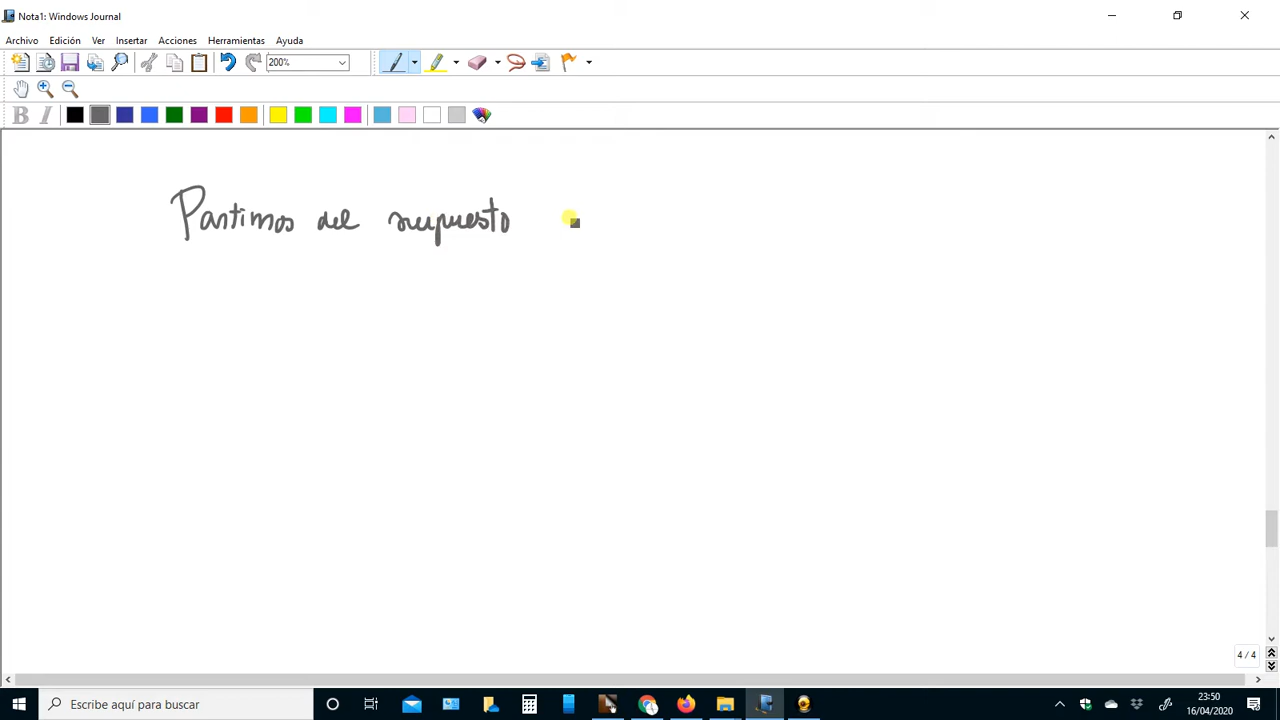 Nota1: Windows Journal
Archivo Edición Ver Insertar Acciones Herramientas Ayuda
200%
B I
Partimos del supuesto
4 / 4
Escribe aquí para buscar
23:50
16/04/2020